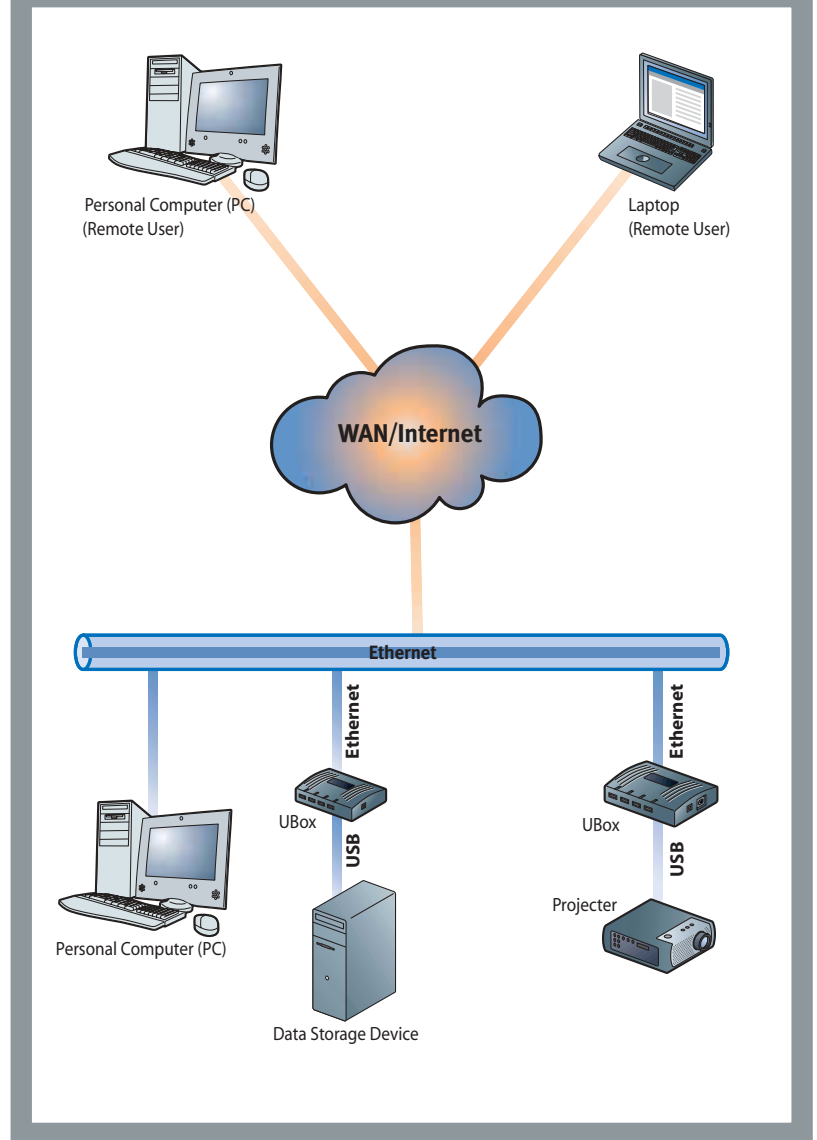 Personal Computer (PC)
(Remote User)
Laptop
(Remote User)
WAN/Internet
Ethernet
Ethernet
Ethernet
UBox
UBox
USB
USB
Projecter
Personal Computer (PC)
Data Storage Device